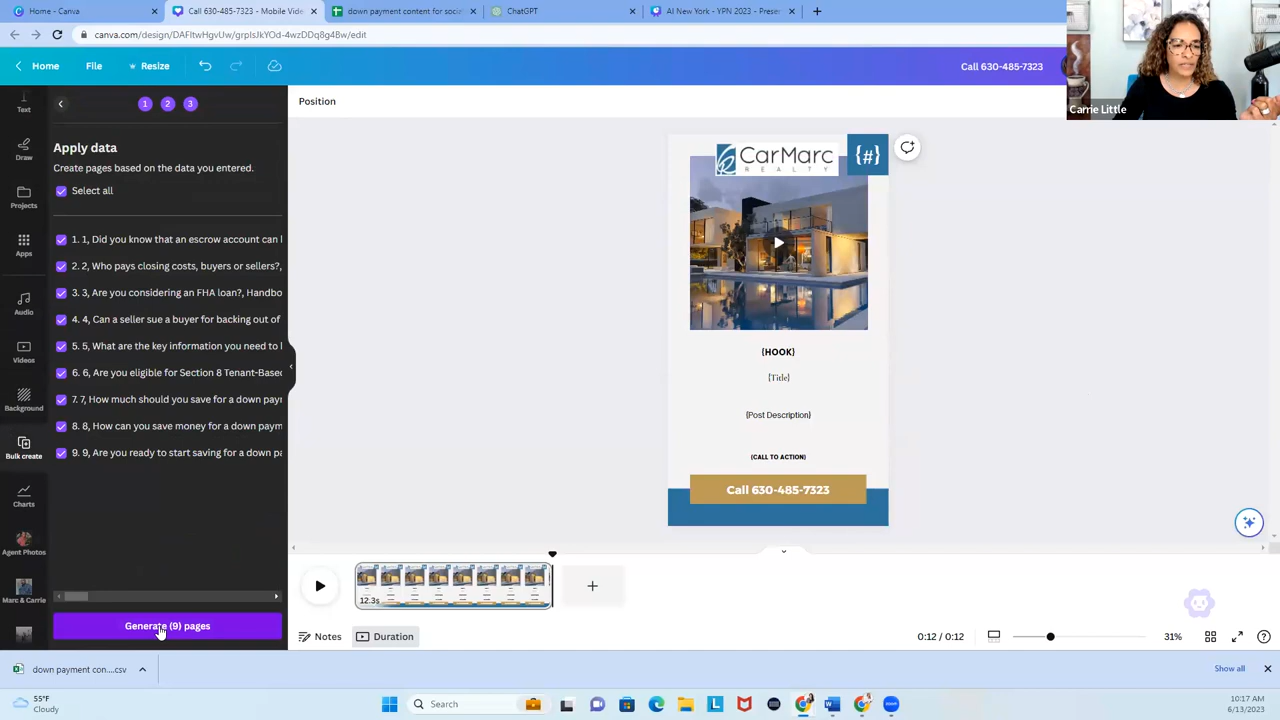 Home - Canva
Call 630-485-7323 - Mobile Vide
down payment content for social
ChatGPT
AI New York - YPN 2023 - Presen
canva.com/design/DAFltwHgvUw/grpIsJkYOd-4wzDDq8g4Bw/edit
Home
File
Resize
Call 630-485-7323
Carrie Little
Text
Draw
Projects
Apps
Audio
Videos
Background
Bulk create
Charts
Agent Photos
Marc & Carrie
1 2 3
Apply data
Create pages based on the data you entered.
Select all
1. 1, Did you know that an escrow account can
2. 2, Who pays closing costs, buyers or sellers?,
3. 3, Are you considering an FHA loan?, Handbo
4. 4, Can a seller sue a buyer for backing out of
5. 5, What are the key information you need to
6. 6, Are you eligible for Section 8 Tenant-Based
7. 7, How much should you save for a down pay
8. 8, How can you save money for a down paym
9. 9, Are you ready to start saving for a down pa
Generate (9) pages
Position
CarMarc
REALTY
{#}
{HOOK}
{Title}
{Post Description}
{CALL TO ACTION}
Call 630-485-7323
12.3s
Notes
Duration
0:12 / 0:12
31%
down payment con....csv
Show all
55°F
Cloudy
Search
10:17 AM
6/13/2023